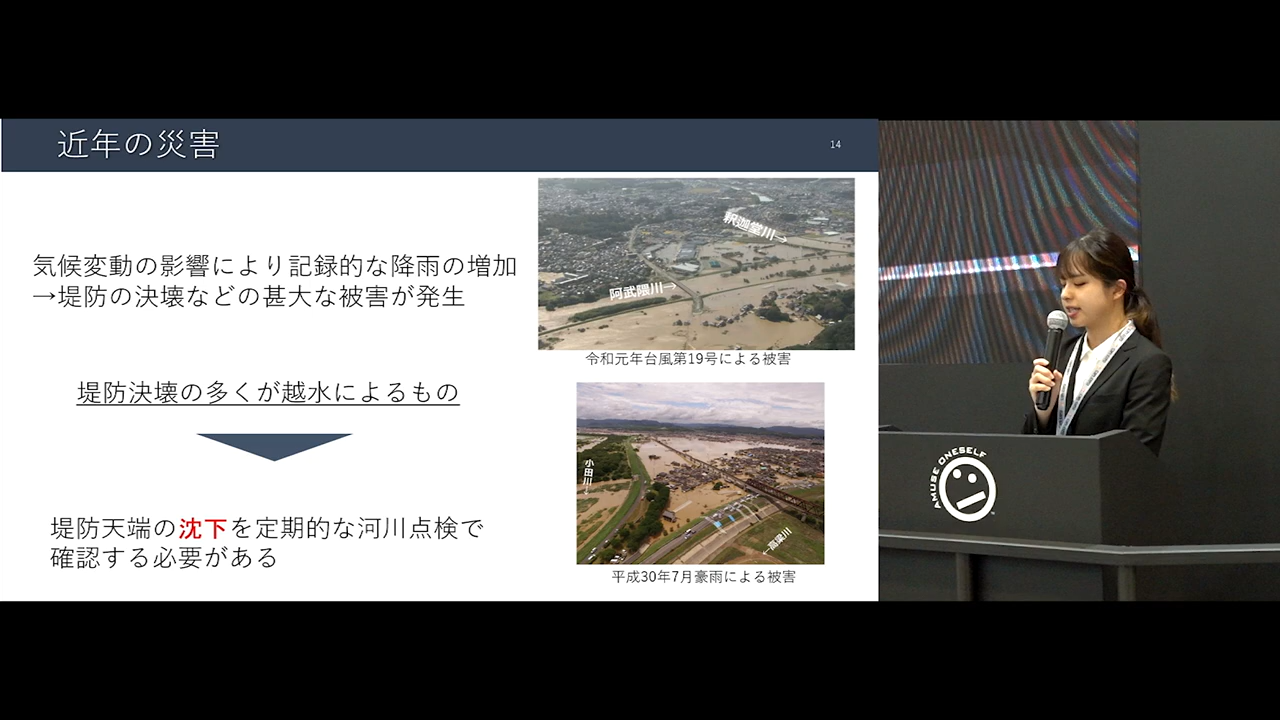 近年の災害
14
気候変動の影響により記録的な降雨の増加
→堤防の決壊などの甚大な被害が発生
堤防決壊の多くが越水によるもの
堤防天端の沈下を定期的な河川点検で
確認する必要がある
釈迦堂川→
阿武隈川→
令和元年台風第19号による被害
小田川→
←高梁川
平成30年7月豪雨による被害
AMUSE ONESELF